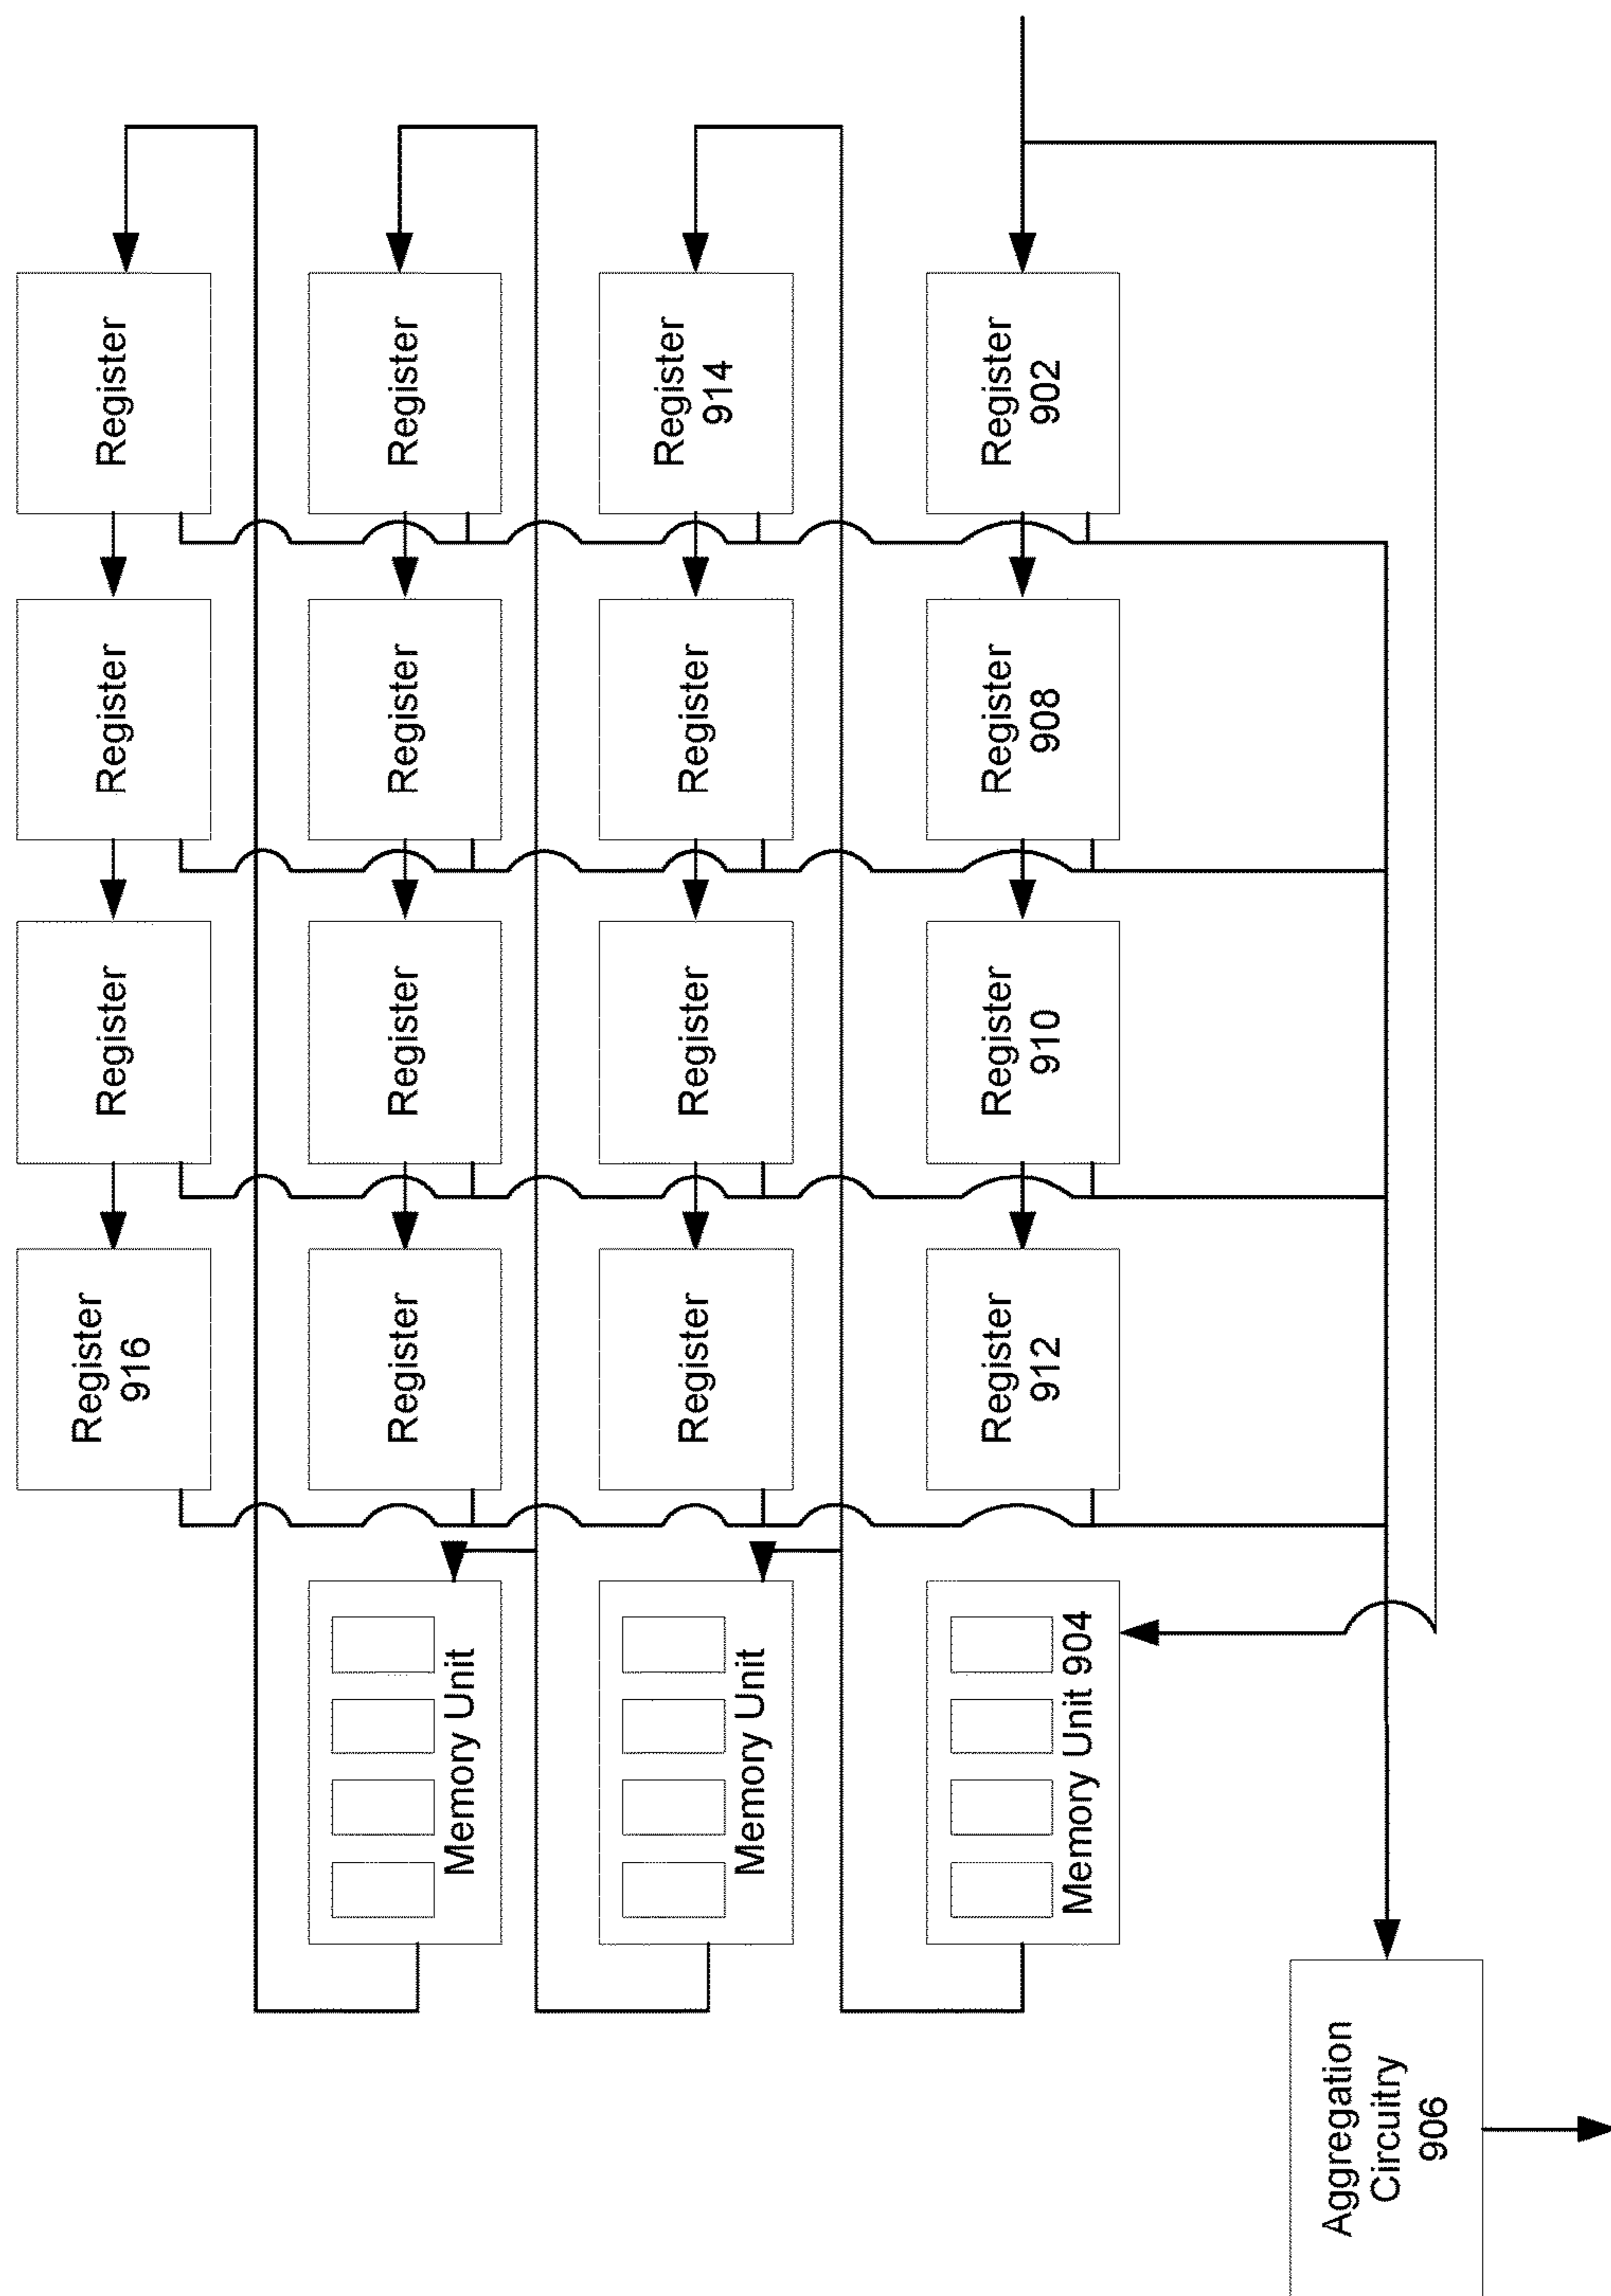 Register
916
Register
Register
Register
Memory Unit
Register
Register
Register
Register
Memory Unit
Register
Register
Register
Register
914
Memory Unit 904
Register
912
Register
910
Register
908
Register
902
Aggregation
Circuitry
906